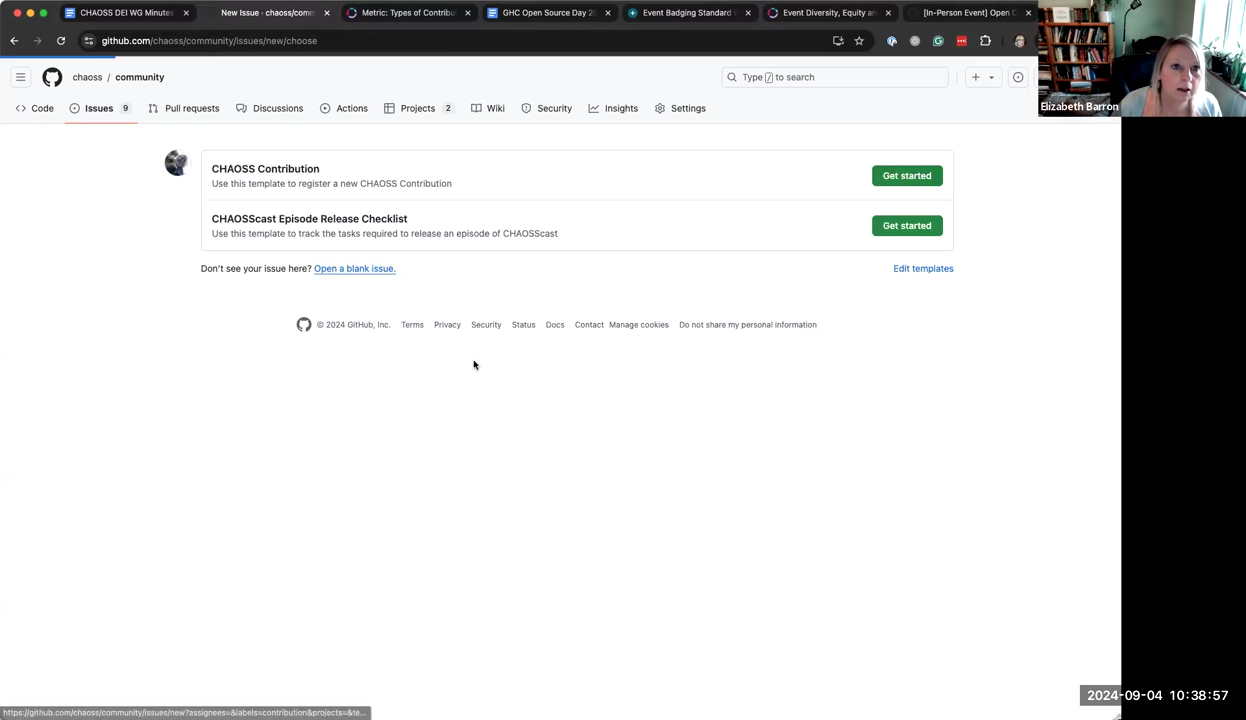 CHAOSS DEI WG Minutes
New Issue · chaoss/comm
Metric: Types of Contribu
GHC Open Source Day 2
Event Badging Standard
Event Diversity, Equity an
[In-Person Event] Open
github.com/chaoss/community/issues/new/choose
chaoss / community
Type / to search
Elizabeth Barron
Code
Issues 9
Pull requests
Discussions
Actions
Projects 2
Wiki
Security
Insights
Settings
CHAOSS Contribution
Use this template to register a new CHAOSS Contribution
Get started
CHAOSScast Episode Release Checklist
Use this template to track the tasks required to release an episode of CHAOSScast
Get started
Don't see your issue here? Open a blank issue.
Edit templates
© 2024 GitHub, Inc. Terms Privacy Security Status Docs Contact Manage cookies Do not share my personal information
2024-09-04 10:38:57
https://github.com/chaoss/community/issues/new?assignees=&labels=contribution&projects=&te...